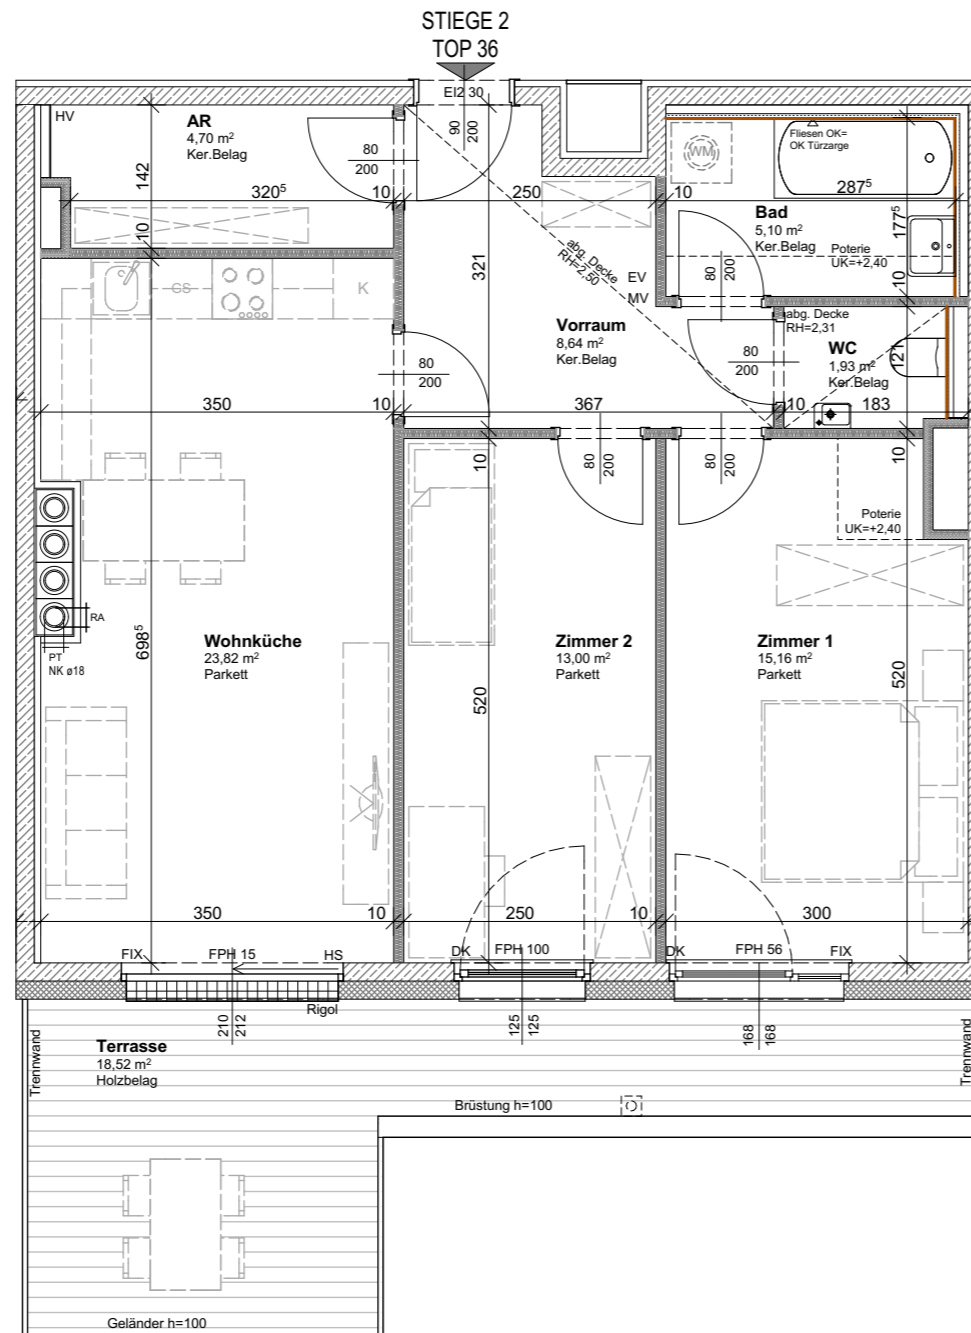 STIEGE 2
TOP 36
EI2 30
HV
AR
4,70 m²
Ker.Belag
90
200
80
200
142
320⁵
10
250
10
287⁵
10
WM
Fliesen OK=
OK Türzarge
Bad
5,10 m²
Ker.Belag
177⁵
Poterie
UK=+2,40
10
abg. Decke
RH=2,50
321
EV
MV
80
200
GS
K
Vorraum
8,64 m²
Ker.Belag
abg. Decke
RH=2,31
WC
1,93 m²
Ker.Belag
121
80
200
80
200
350
10
367
10
183
10
80
200
80
200
10
Poterie
UK=+2,40
RA
PT
NK ø18
698⁵
Wohnküche
23,82 m²
Parkett
Zimmer 2
13,00 m²
Parkett
Zimmer 1
15,16 m²
Parkett
520
520
350
10
250
10
300
FIX
FPH 15
HS
DK
FPH 100
DK
FPH 56
FIX
Rigol
210
212
125
125
168
168
Trennwand
Terrasse
18,52 m²
Holzbelag
Trennwand
Brüstung h=100
Geländer h=100